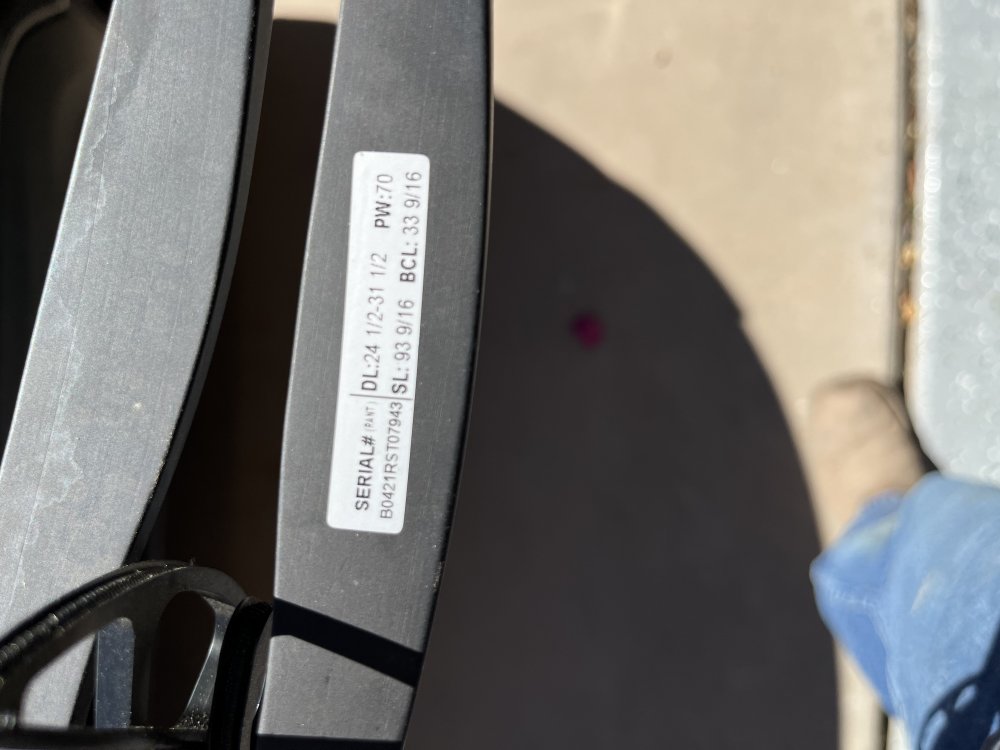 SERIAL# (PANT)
B0421RST07943
DL:24 1/2-31 1/2 PW:70
SL: 93 9/16 BCL: 33 9/16